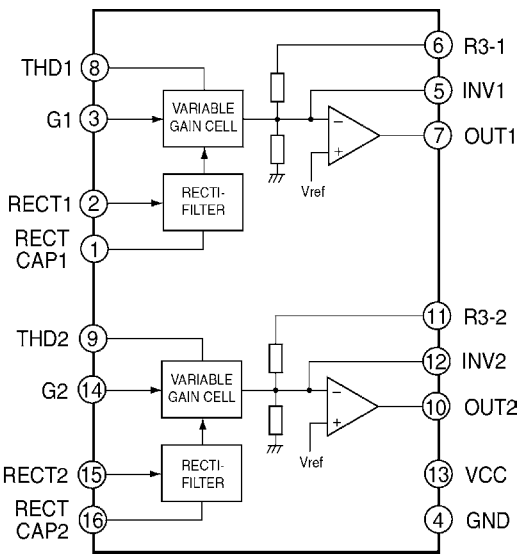 THD1 8
G1 3
RECT1 2
RECT
CAP1 1
VARIABLE
GAIN CELL
RECTI-
FILTER
− +
Vref
6 R3-1
5 INV1
7 OUT1
THD2 9
G2 14
RECT2 15
RECT
CAP2 16
VARIABLE
GAIN CELL
RECTI-
FILTER
− +
Vref
11 R3-2
12 INV2
10 OUT2
13 VCC
4 GND